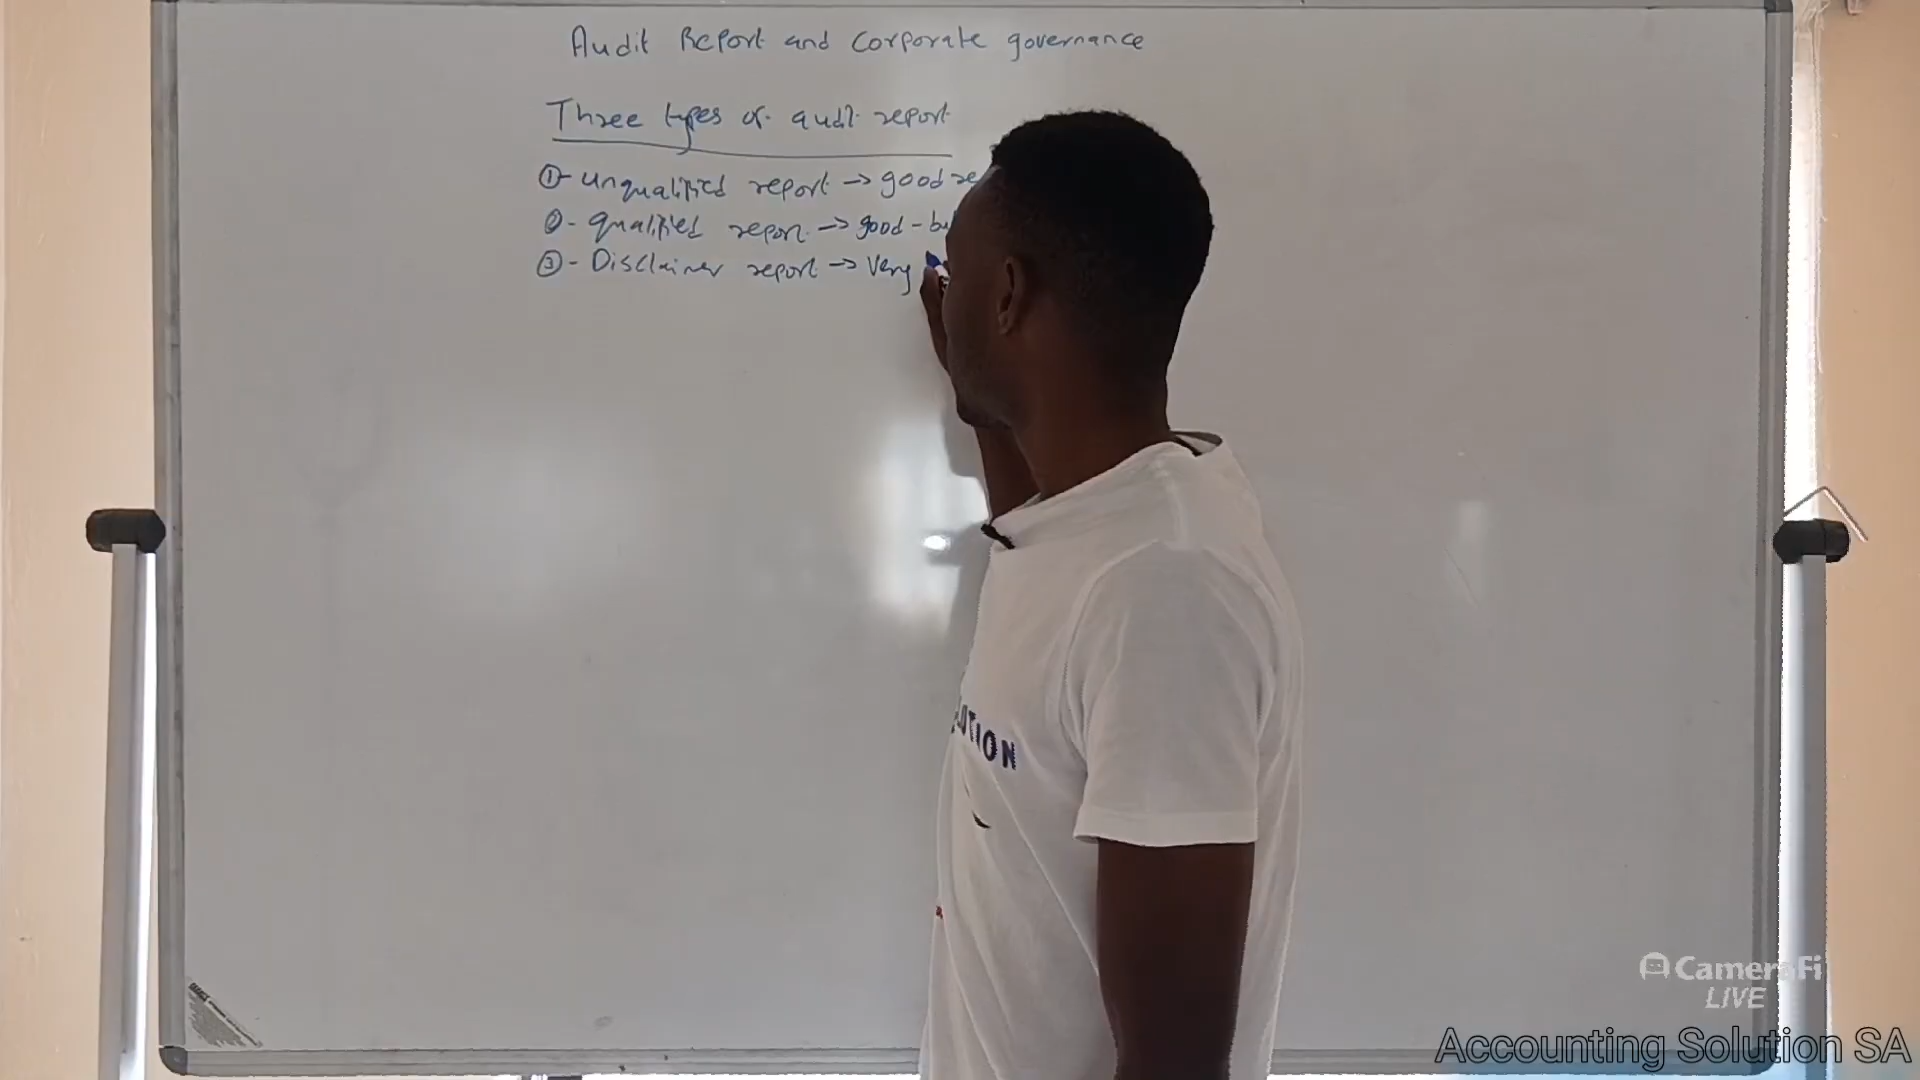 Audit Report and corporate governance
Three types of audit report
① - unqualified report → good re
② - qualified report → good - bu
③ - Disclaimer report → Very
UTION
CameraFi
LIVE
Accounting Solution SA